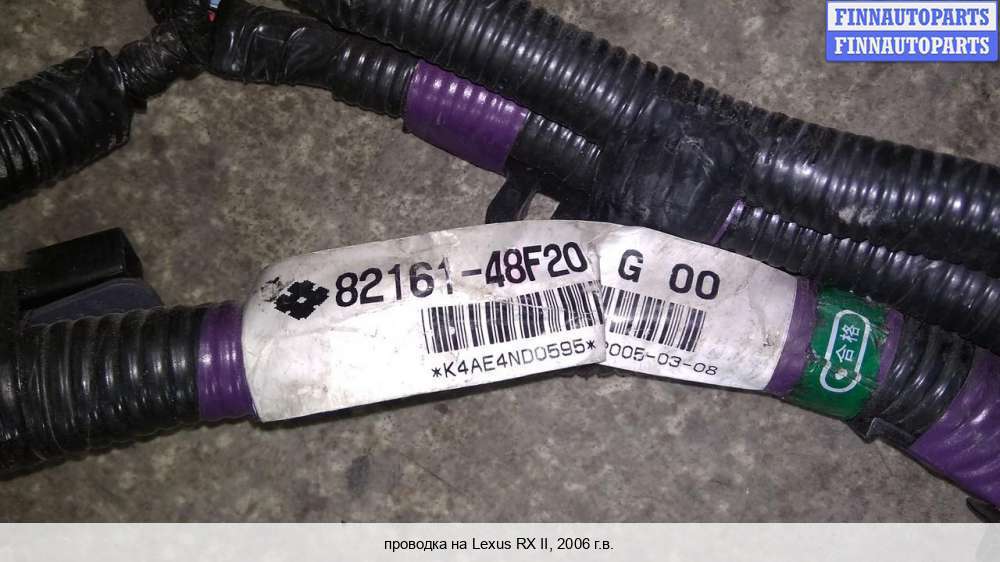 FINNAUTOPARTS
FINNAUTOPARTS
82161-48F20 G 00
*K4AE4ND0595* 2005-03-08
合格
проводка на Lexus RX II, 2006 г.в.